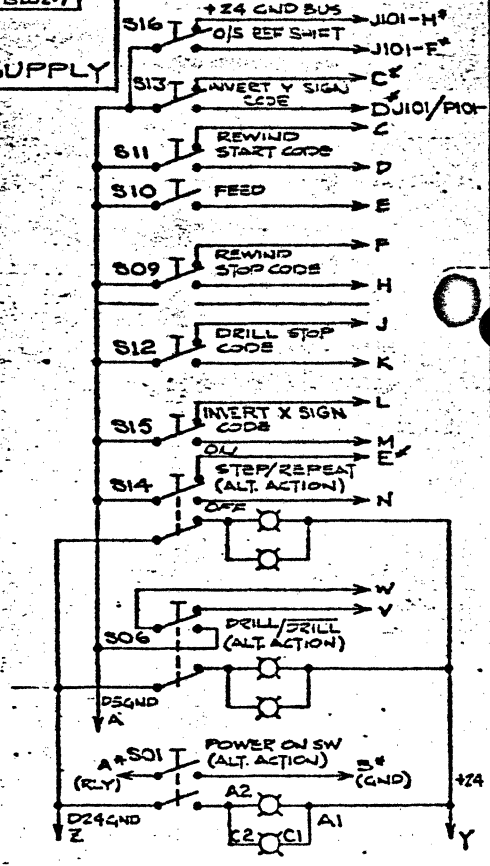 SUPPLY
+24 GND BUS
S16
J101-H*
O/S REF SHIFT
J101-F*
S13
C*
INVERT Y SIGN
CODE
D*
J101/P101
C
S11
REWIND
START CODE
D
S10
FEED
E
F
S09
REWIND
STOP CODE
H
J
S12
DRILL STOP
CODE
K
L
S15
INVERT X SIGN
CODE
M
ON
E*
S14
STEP/REPEAT
(ALT. ACTION)
N
OFF
W
V
S06
DRILL/DRILL
(ALT. ACTION)
D5GND
A
S01
POWER ON SW
(ALT. ACTION)
A*
(RLY)
B*
(GND)
+24
A2
A1
D24GND
C2
C1
Z
Y